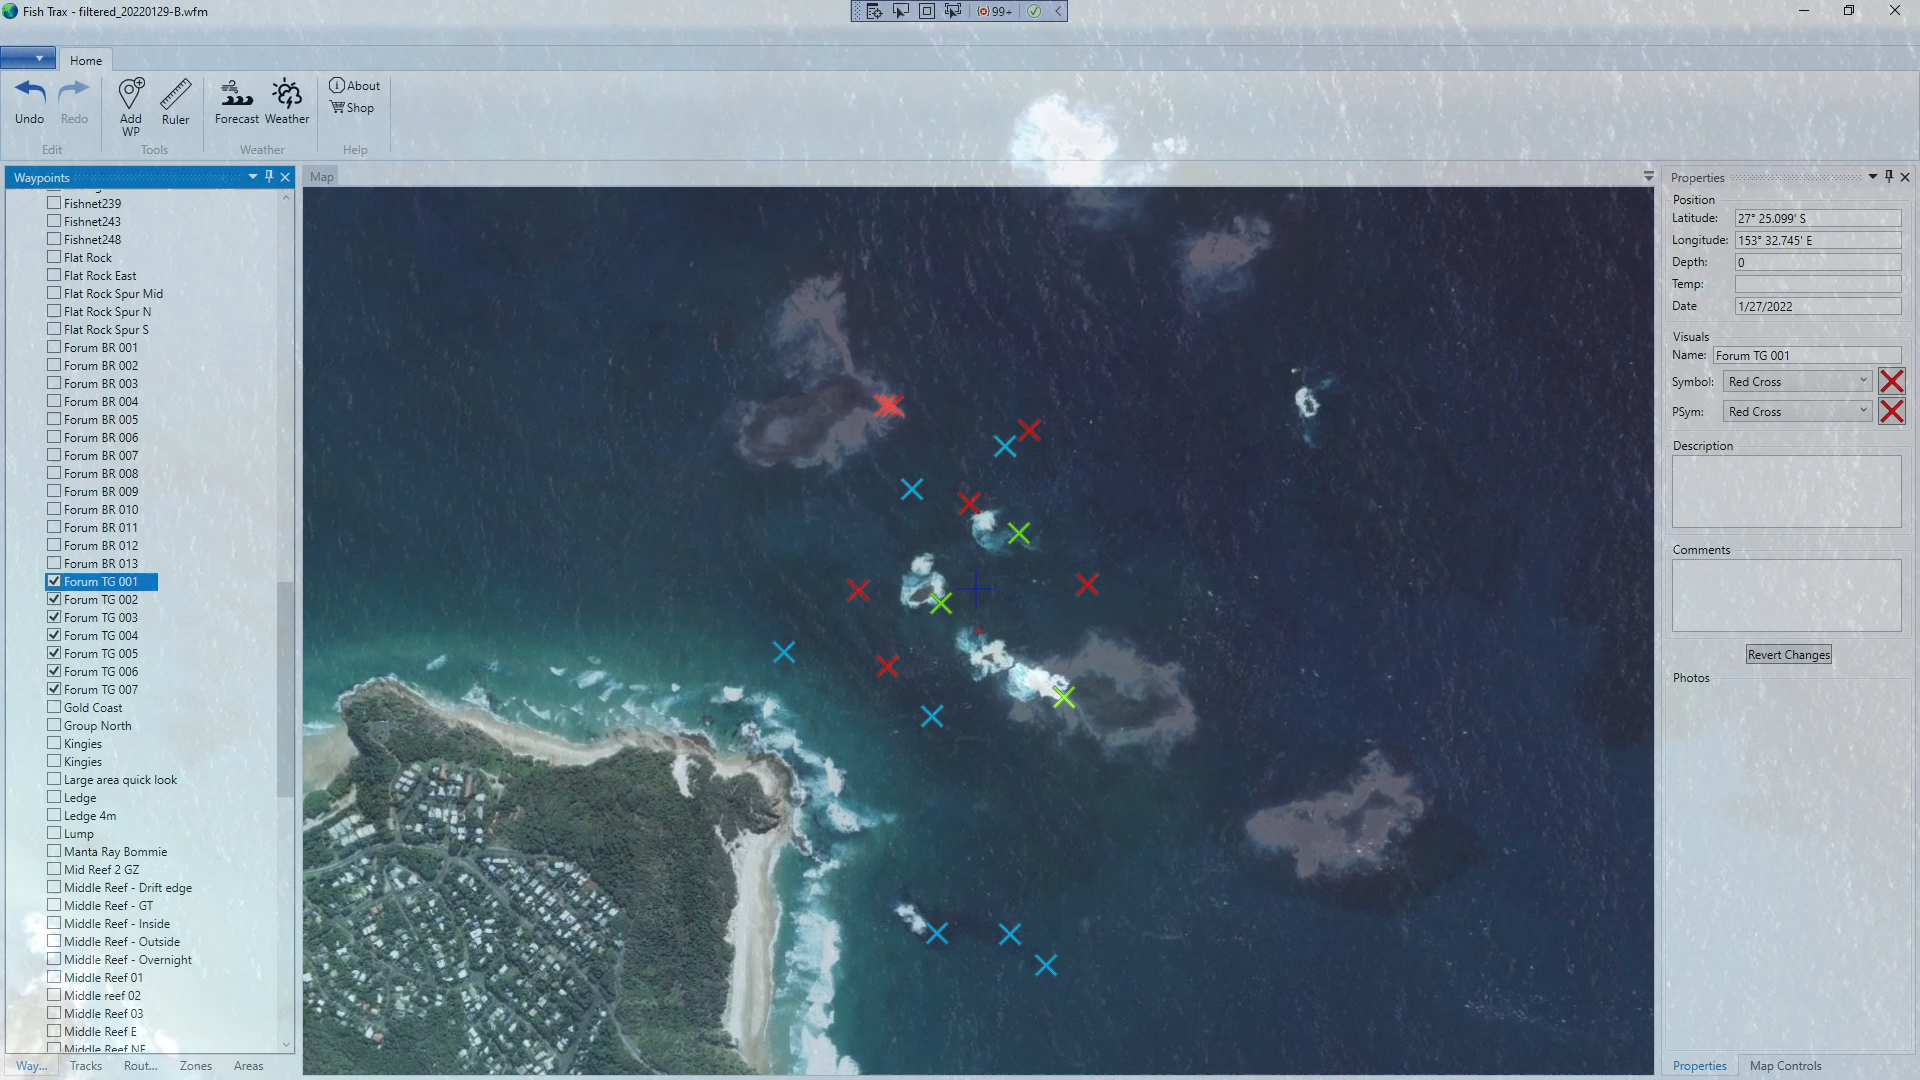 Fish Trax - filtered_20220129-B.wfm
99+
Home
Undo
Redo
Add
WP
Ruler
Forecast
Weather
About
Shop
Edit
Tools
Weather
Help
Waypoints
Fishnet239
Fishnet243
Fishnet248
Flat Rock
Flat Rock East
Flat Rock Spur Mid
Flat Rock Spur N
Flat Rock Spur S
Forum BR 001
Forum BR 002
Forum BR 003
Forum BR 004
Forum BR 005
Forum BR 006
Forum BR 007
Forum BR 008
Forum BR 009
Forum BR 010
Forum BR 011
Forum BR 012
Forum BR 013
Forum TG 001
Forum TG 002
Forum TG 003
Forum TG 004
Forum TG 005
Forum TG 006
Forum TG 007
Gold Coast
Group North
Kingies
Kingies
Large area quick look
Ledge
Ledge 4m
Lump
Manta Ray Bommie
Mid Reef 2 GZ
Middle Reef - Drift edge
Middle Reef - GT
Middle Reef - Inside
Middle Reef - Outside
Middle Reef - Overnight
Middle Reef 01
Middle reef 02
Middle Reef 03
Middle Reef E
Middle Reef NE
Way... Tracks Rout... Zones Areas
Map
Properties
Position
Latitude: 27° 25.099' S
Longitude: 153° 32.745' E
Depth: 0
Temp:
Date 1/27/2022
Visuals
Name: Forum TG 001
Symbol: Red Cross
PSym: Red Cross
Description
Comments
Revert Changes
Photos
Properties Map Controls